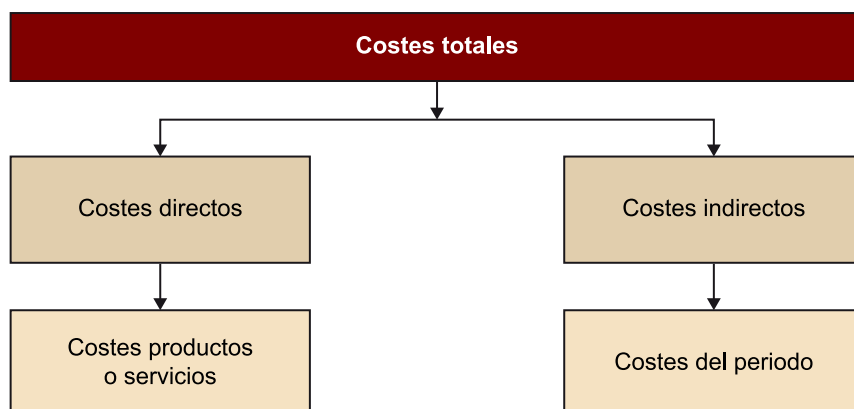 Costes totales
Costes directos
Costes indirectos
Costes productos
o servicios
Costes del periodo